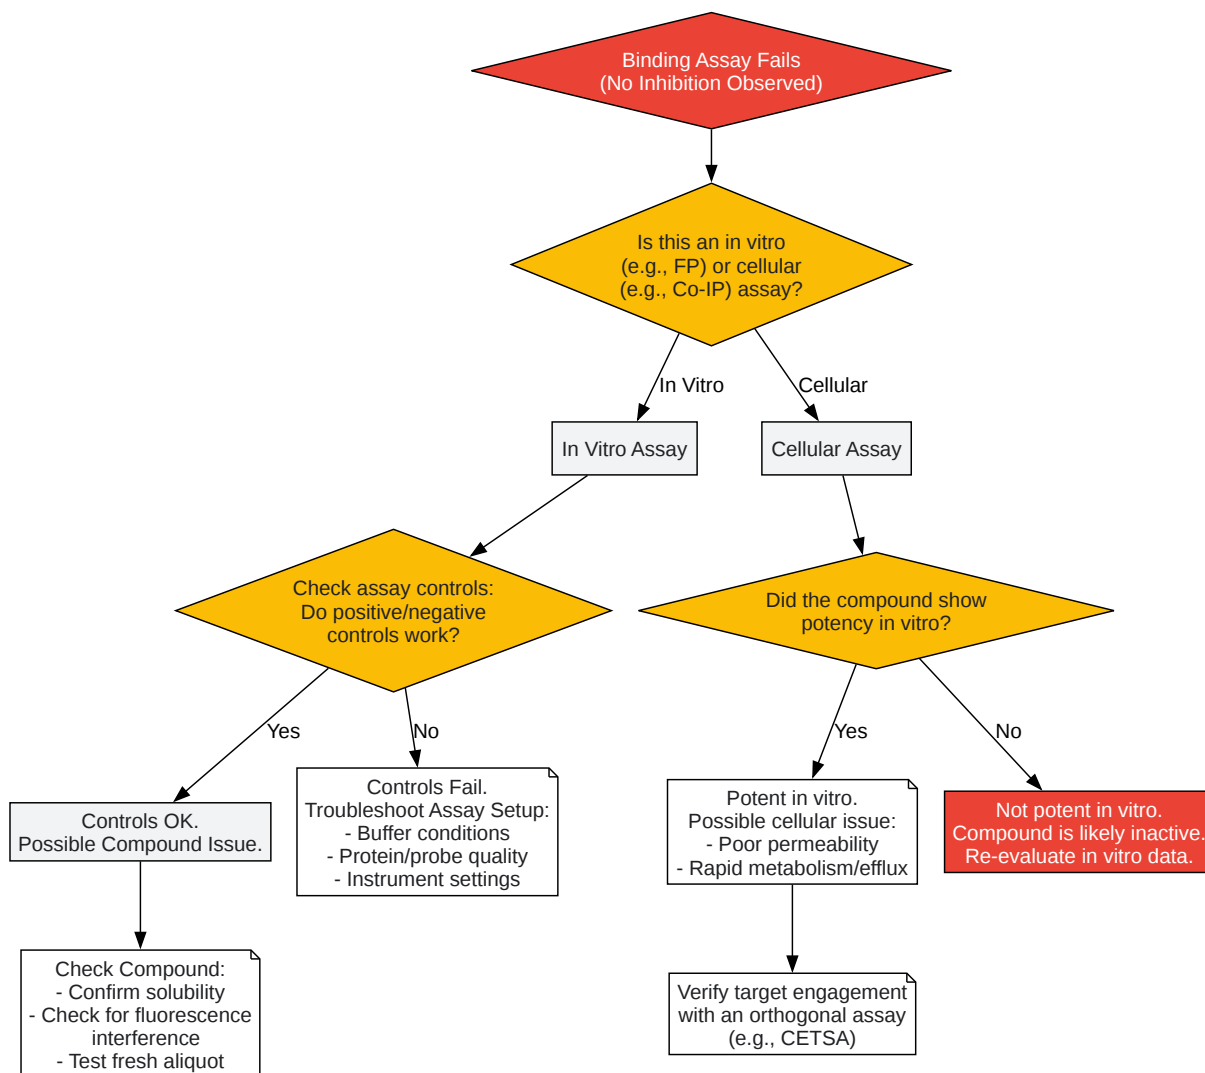 Binding Assay Fails
(No Inhibition Observed)
Is this an in vitro
(e.g., FP) or cellular
(e.g., Co-IP) assay?
In Vitro
Cellular
In Vitro Assay
Cellular Assay
Check assay controls:
Do positive/negative
controls work?
Did the compound show
potency in vitro?
Yes
No
Yes
No
Controls OK.
Possible Compound Issue.
Controls Fail.
Troubleshoot Assay Setup:
- Buffer conditions
- Protein/probe quality
- Instrument settings
Potent in vitro.
Possible cellular issue:
- Poor permeability
- Rapid metabolism/efflux
Not potent in vitro.
Compound is likely inactive.
Re-evaluate in vitro data.
Check Compound:
- Confirm solubility
- Check for fluorescence
interference
- Test fresh aliquot
Verify target engagement
with an orthogonal assay
(e.g., CETSA)